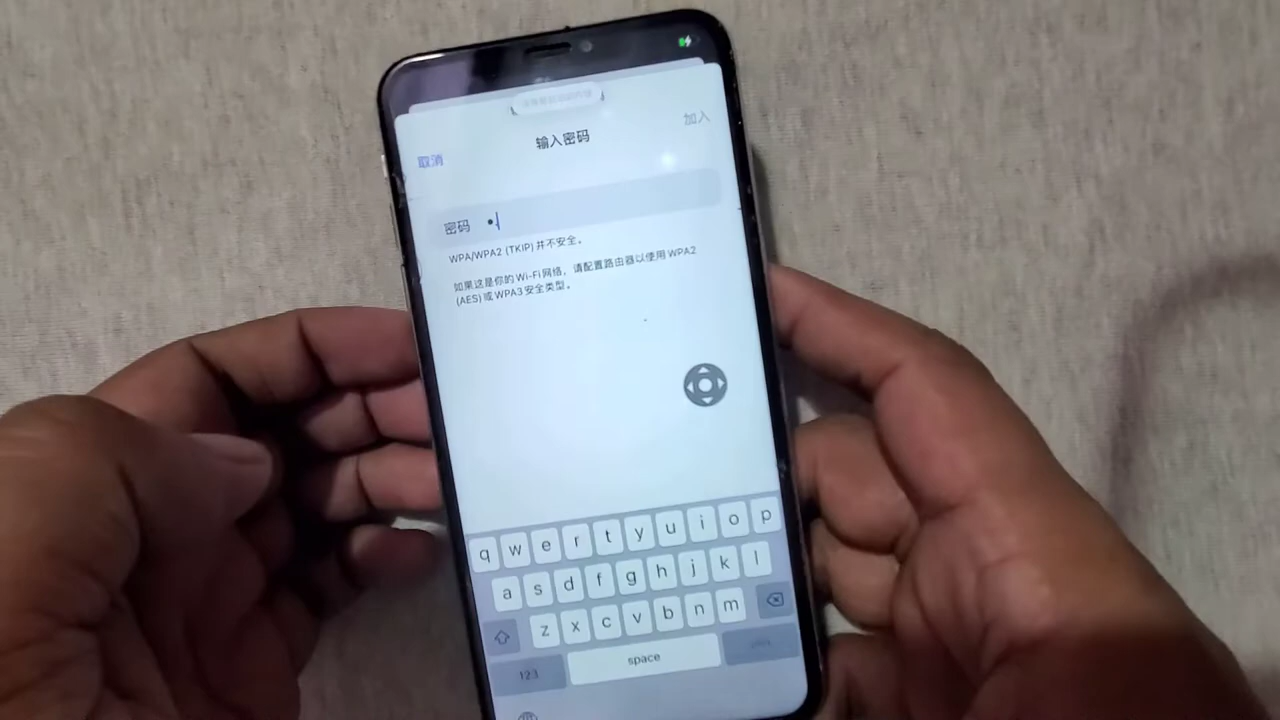 加入
输入密码
取消
密码 •
WPA/WPA2 (TKIP) 并不安全。
如果这是你的 Wi-Fi 网络，请配置路由器以使用 WPA2
(AES) 或 WPA3 安全类型。
q w e r t y u i o p
a s d f g h j k l
z x c v b n m
123 space